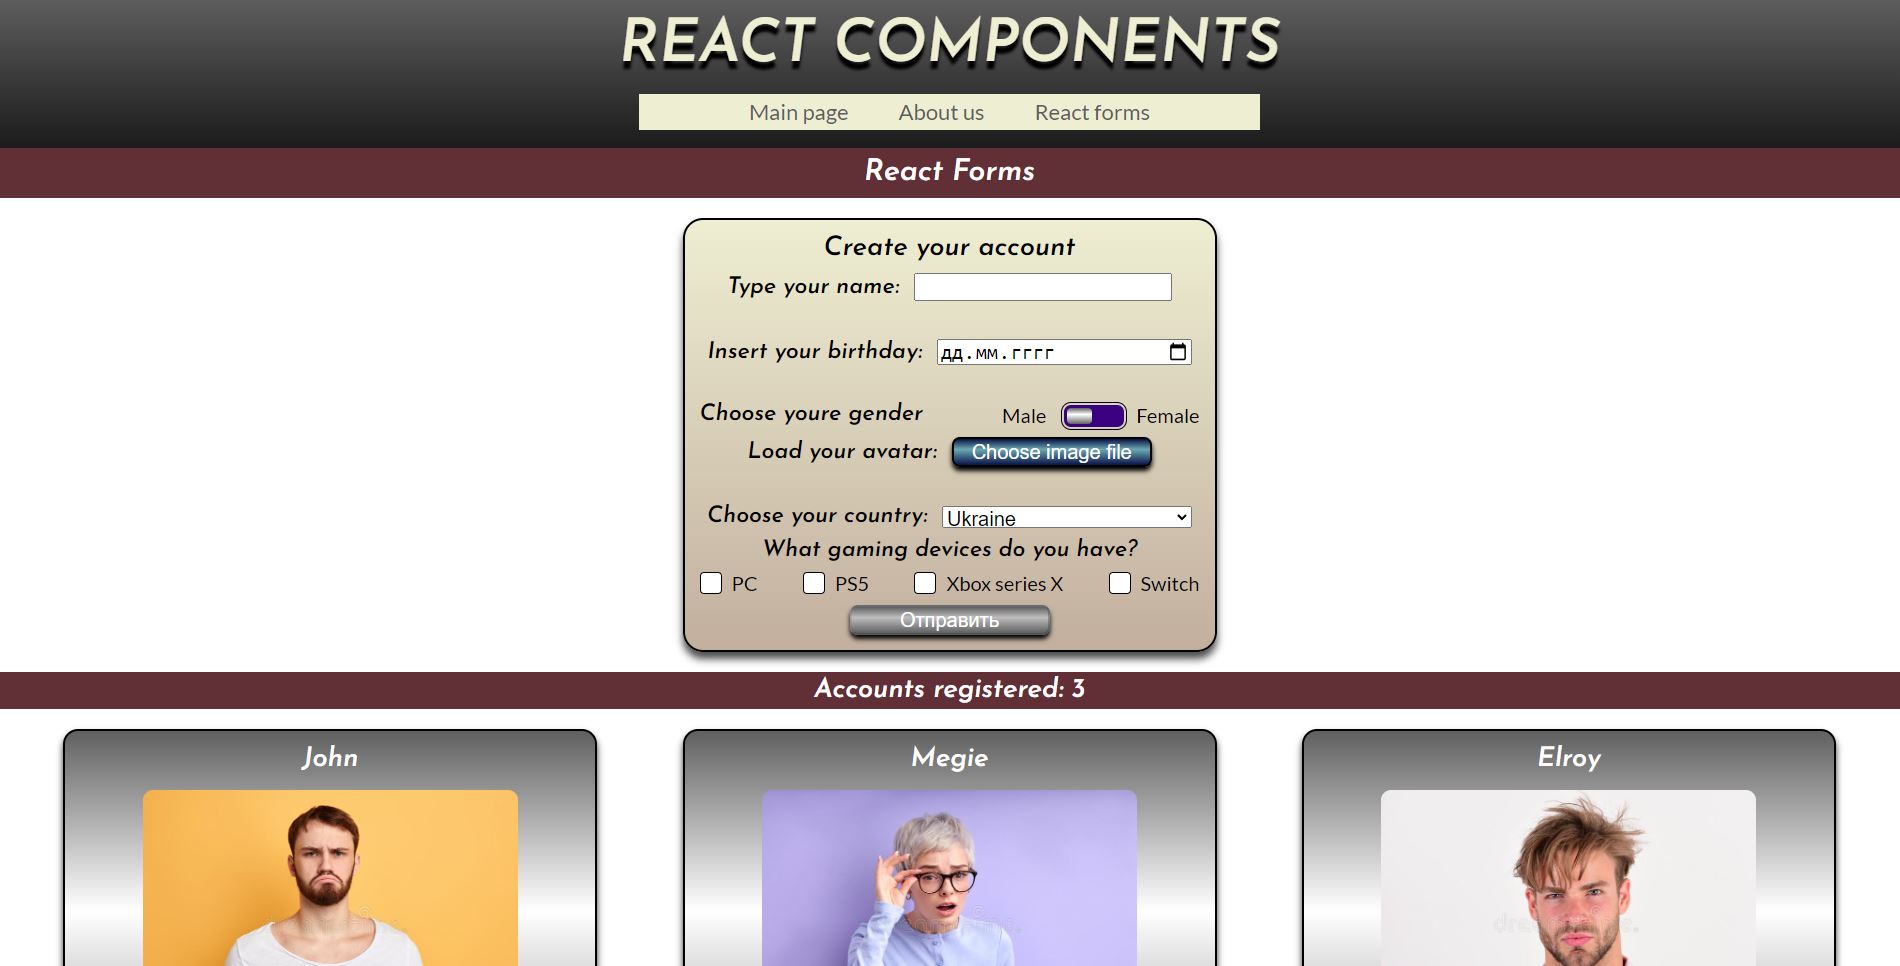 REACT COMPONENTS
Main page About us React forms
React Forms
Create your account
Type your name:
Insert your birthday: дд.мм.гггг
Choose youre gender Male Female
Load your avatar: Choose image file
Choose your country: Ukraine
What gaming devices do you have?
PC PS5 Xbox series X Switch
Отправить
Accounts registered: 3
John Megie Elroy